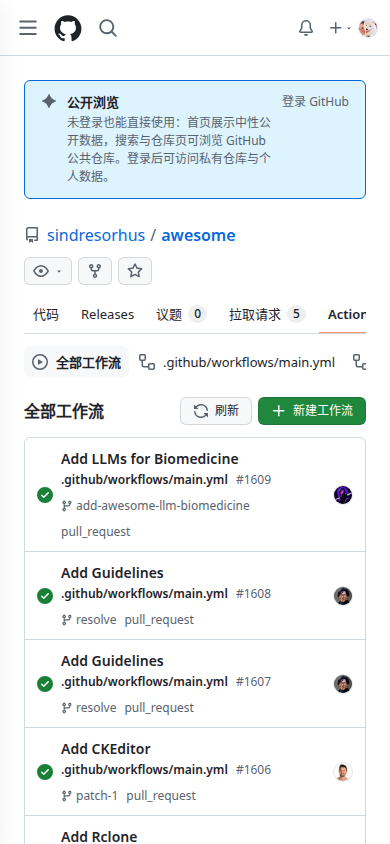 公开浏览
登录 GitHub
未登录也能直接使用：首页展示中性公
开数据，搜索与仓库页可浏览 GitHub
公共仓库。登录后可访问私有仓库与个
人数据。
sindresorhus / awesome
代码 Releases 议题 0 拉取请求 5 Action
全部工作流 .github/workflows/main.yml
全部工作流 刷新 新建工作流
Add LLMs for Biomedicine
.github/workflows/main.yml #1609
add-awesome-llm-biomedicine
pull_request
Add Guidelines
.github/workflows/main.yml #1608
resolve pull_request
Add Guidelines
.github/workflows/main.yml #1607
resolve pull_request
Add CKEditor
.github/workflows/main.yml #1606
patch-1 pull_request
Add Rclone